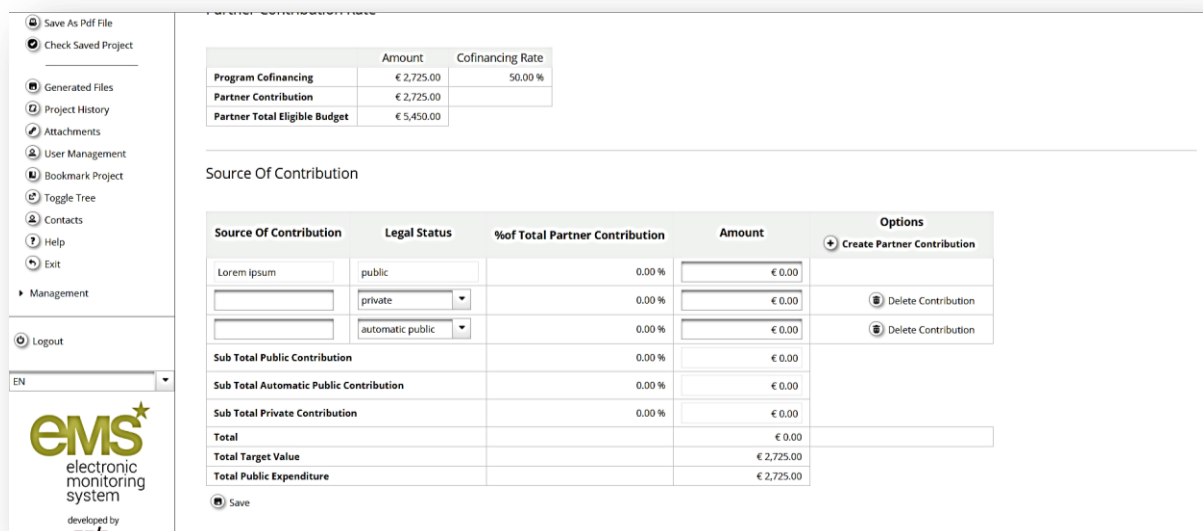 Partner Contribution Rate
Save As Pdf File
Check Saved Project
Generated Files
Project History
Attachments
User Management
Bookmark Project
Toggle Tree
Contacts
Help
Exit
Management
Logout
EN
eMS
electronic
monitoring
system
developed by
Amount Cofinancing Rate
Program Cofinancing € 2,725.00 50.00 %
Partner Contribution € 2,725.00
Partner Total Eligible Budget € 5,450.00
Source Of Contribution
Source Of Contribution Legal Status %of Total Partner Contribution Amount Options
Create Partner Contribution
Lorem ipsum public 0.00 % € 0.00
private 0.00 % € 0.00 Delete Contribution
automatic public 0.00 % € 0.00 Delete Contribution
Sub Total Public Contribution 0.00 % € 0.00
Sub Total Automatic Public Contribution 0.00 % € 0.00
Sub Total Private Contribution 0.00 % € 0.00
Total € 0.00
Total Target Value € 2,725.00
Total Public Expenditure € 2,725.00
Save